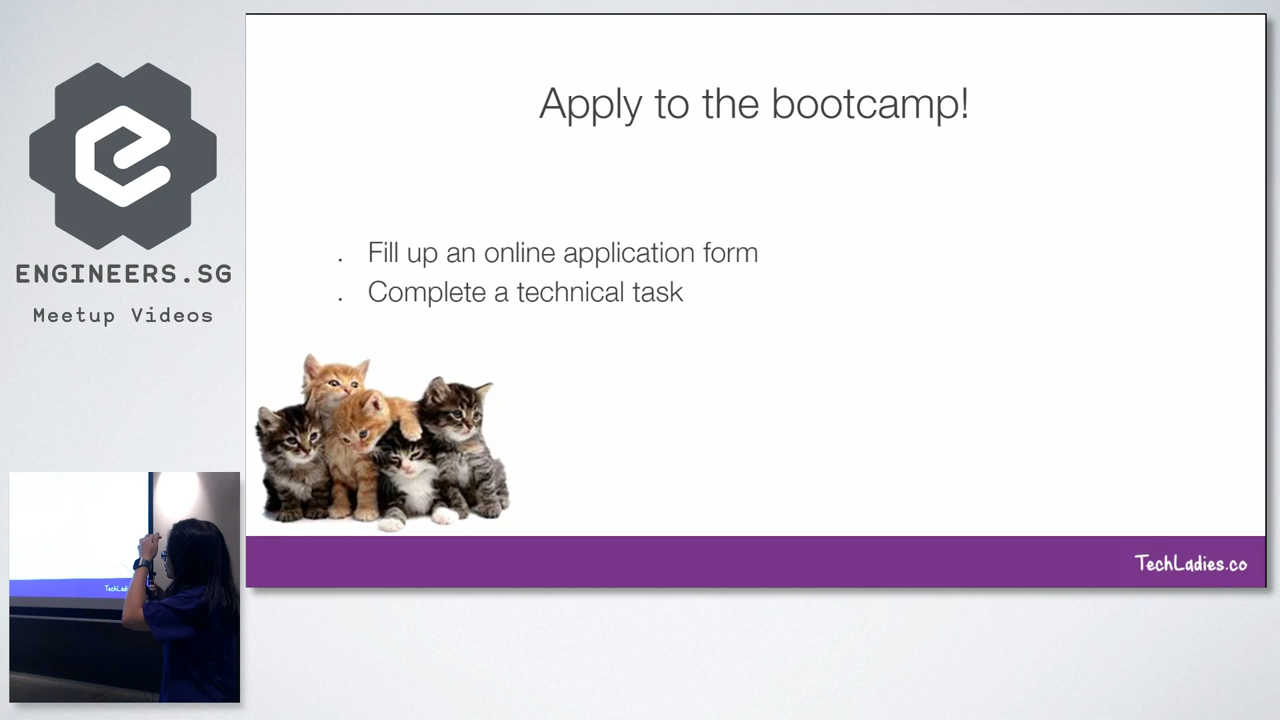 ENGINEERS.SG
Meetup Videos
Apply to the bootcamp!
. Fill up an online application form
. Complete a technical task
TechLadies.co